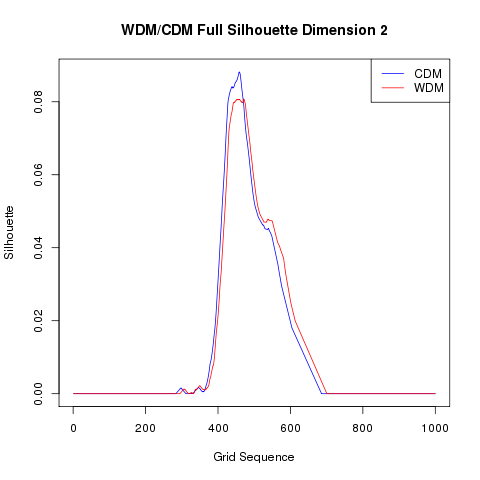 WDM/CDM Full Silhouette Dimension 2
CDM
WDM
Silhouette
0.08
0.06
0.04
0.02
0.00
0 200 400 600 800 1000
Grid Sequence